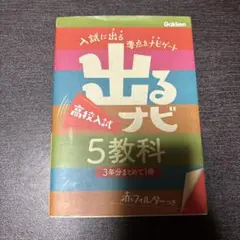 Gakken
入試に出る要点をナビゲート
出る
ナビ
高校入試
5教科
3年分まとめて1冊
赤フィルターつき